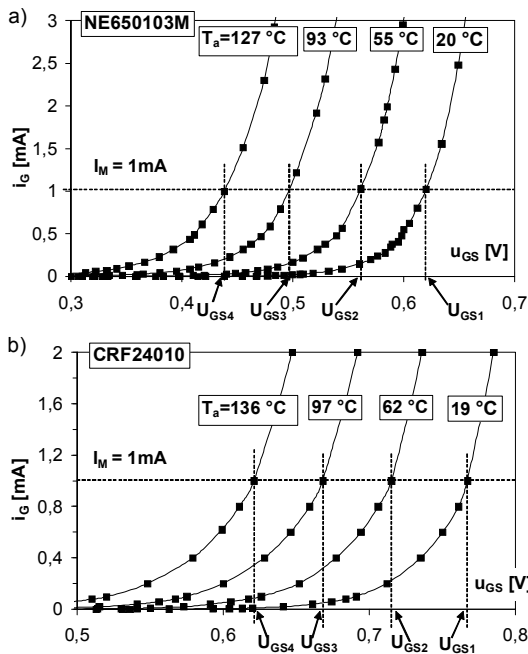 a)
NE650103M
Tₐ = 127 °C 93 °C 55 °C 20 °C
3
2,5
2
1,5
1
0,5
0
i_G [mA]
I_M = 1mA
u_GS [V]
0,3 0,4 0,5 0,6 0,7
U_GS4 U_GS3 U_GS2 U_GS1
b)
CRF24010
Tₐ = 136 °C 97 °C 62 °C 19 °C
2
1,6
1,2
0,8
0,4
0
i_G [mA]
I_M = 1mA
u_GS [V]
0,5 0,6 0,7 0,8
U_GS4 U_GS3 U_GS2 U_GS1